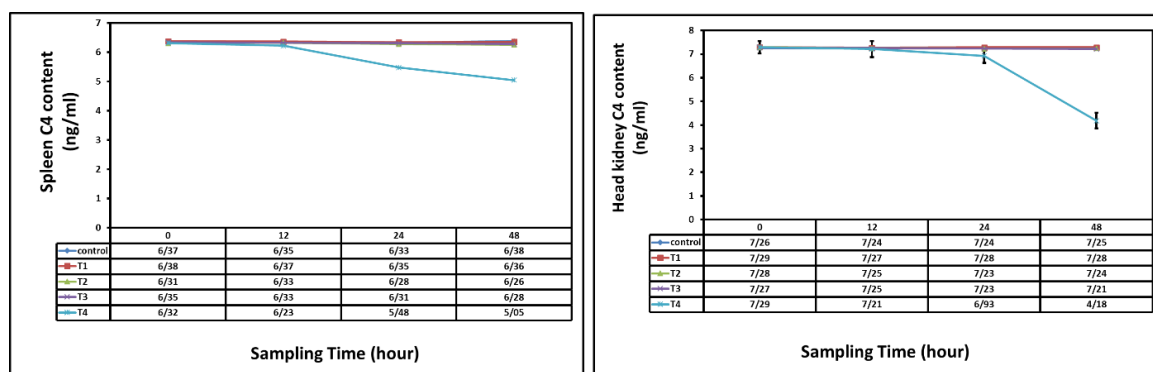 Spleen C4 content
(ng/ml)
7
6
5
4
3
2
1
0
0 12 24 48
control 6/37 6/35 6/33 6/38
T1 6/38 6/37 6/35 6/36
T2 6/31 6/33 6/28 6/26
T3 6/35 6/33 6/31 6/28
T4 6/32 6/23 5/48 5/05
Sampling Time (hour)
Head kidney C4 content
(ng/ml)
8
7
6
5
4
3
2
1
0
0 12 24 48
control 7/26 7/24 7/24 7/25
T1 7/29 7/27 7/28 7/28
T2 7/28 7/25 7/23 7/24
T3 7/27 7/25 7/23 7/21
T4 7/29 7/21 6/93 4/18
Sampling Time (hour)